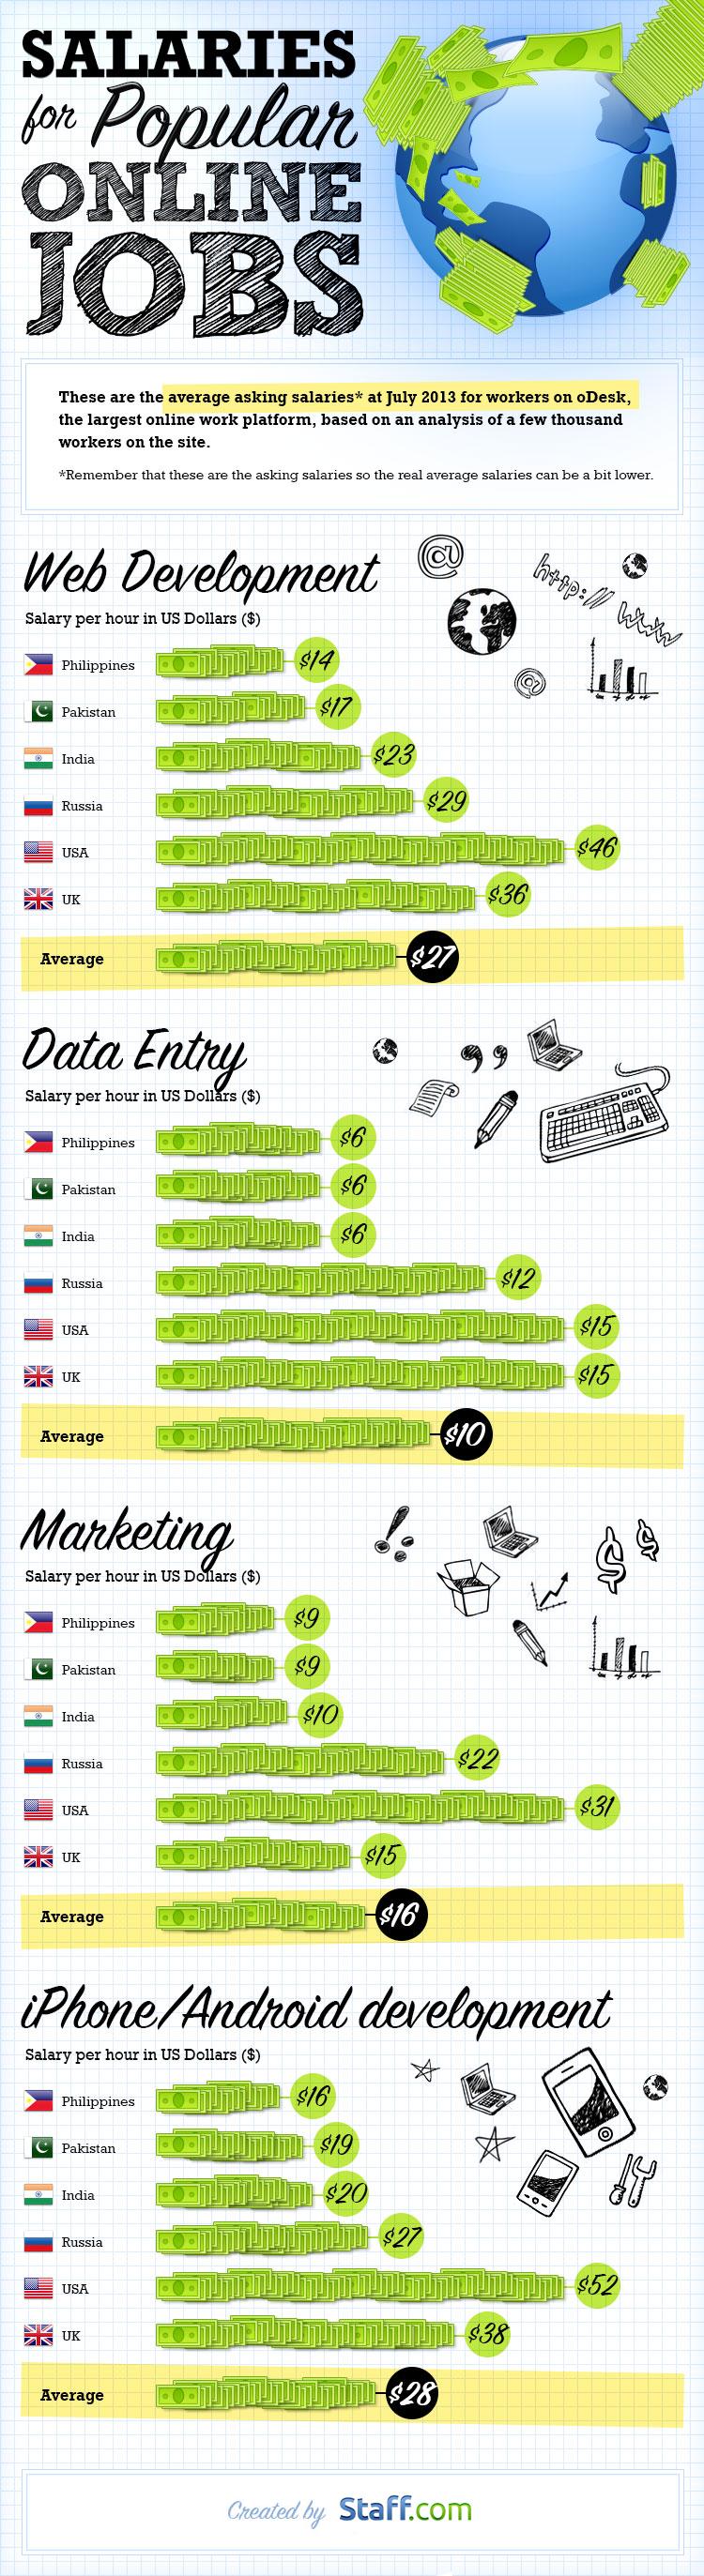 SALARIES
for Popular
ONLINE
JOBS
These are the average asking salaries* at July 2013 for workers on oDesk,
the largest online work platform, based on an analysis of a few thousand
workers on the site.
*Remember that these are the asking salaries so the real average salaries can be a bit lower.
Web Development
@
http://
www
@
Salary per hour in US Dollars ($)
Philippines $14
Pakistan $17
India $23
Russia $29
USA $46
UK $36
Average $27
Data Entry
Salary per hour in US Dollars ($)
Philippines $6
Pakistan $6
India $6
Russia $12
USA $15
UK $15
Average $10
Marketing
$ $
Salary per hour in US Dollars ($)
Philippines $9
Pakistan $9
India $10
Russia $22
USA $31
UK $15
Average $16
iPhone/Android development
Salary per hour in US Dollars ($)
Philippines $16
Pakistan $19
India $20
Russia $27
USA $52
UK $38
Average $28
Created by Staff.com